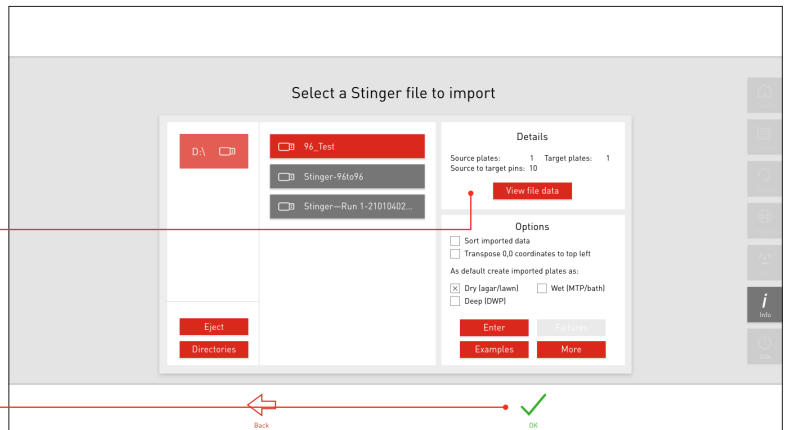 Select a Stinger file to import
D:\
96_Test
Stinger-96to96
Stinger—Run 1-21010402...
Eject
Directories
Details
Source plates: 1 Target plates: 1
Source to target pins: 10
View file data
Options
Sort imported data
Transpose 0,0 coordinates to top left
As default create imported plates as:
Dry (agar/lawn) Wet (MTP/bath)
Deep (DWP)
Enter
Examples More
Info
Back
OK